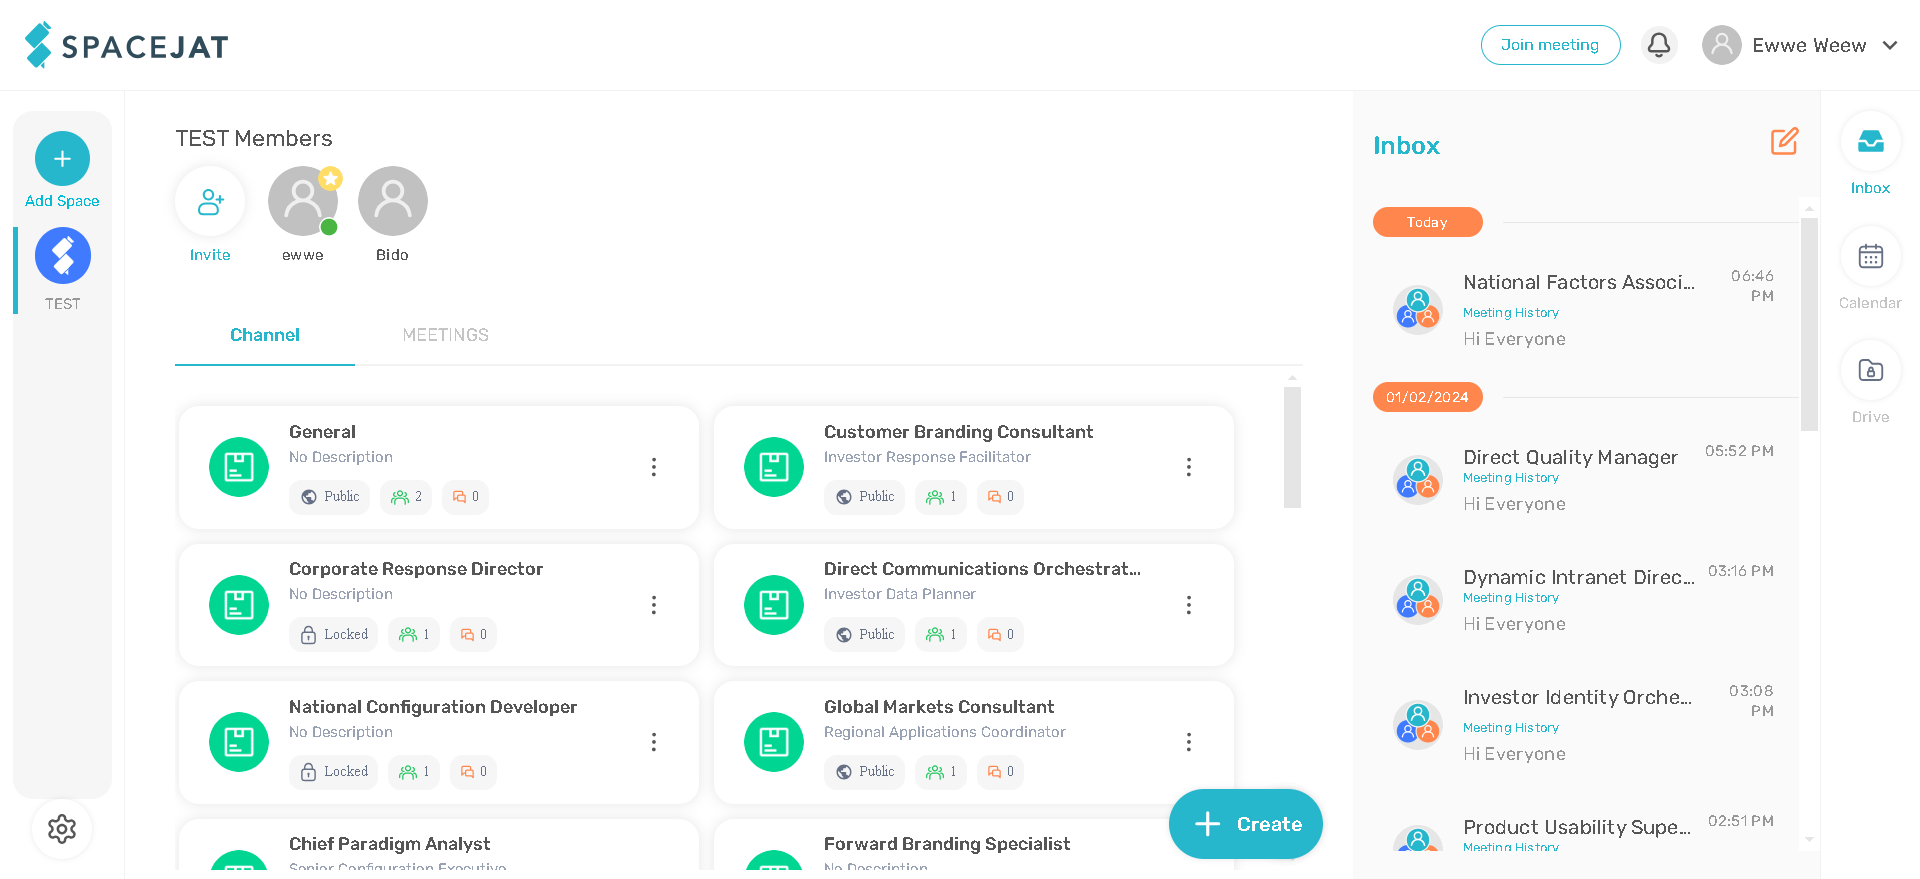 SPACEJAT
Join meeting
Ewwe Weew
Add Space
TEST
TEST Members
Invite
ewwe
Bido
Channel
MEETINGS
General
No Description
Public
2
0
Customer Branding Consultant
Investor Response Facilitator
Public
1
0
Corporate Response Director
No Description
Locked
1
0
Direct Communications Orchestrat...
Investor Data Planner
Public
1
0
National Configuration Developer
No Description
Locked
1
0
Global Markets Consultant
Regional Applications Coordinator
Public
1
0
Chief Paradigm Analyst
Senior Configuration Executive
Forward Branding Specialist
No Description
Create
Inbox
Today
National Factors Associ...
06:46
PM
Meeting History
Hi Everyone
01/02/2024
Direct Quality Manager
05:52 PM
Meeting History
Hi Everyone
Dynamic Intranet Direc...
03:16 PM
Meeting History
Hi Everyone
Investor Identity Orche...
03:08
PM
Meeting History
Hi Everyone
Product Usability Supe...
02:51 PM
Meeting History
Inbox
Calendar
Drive